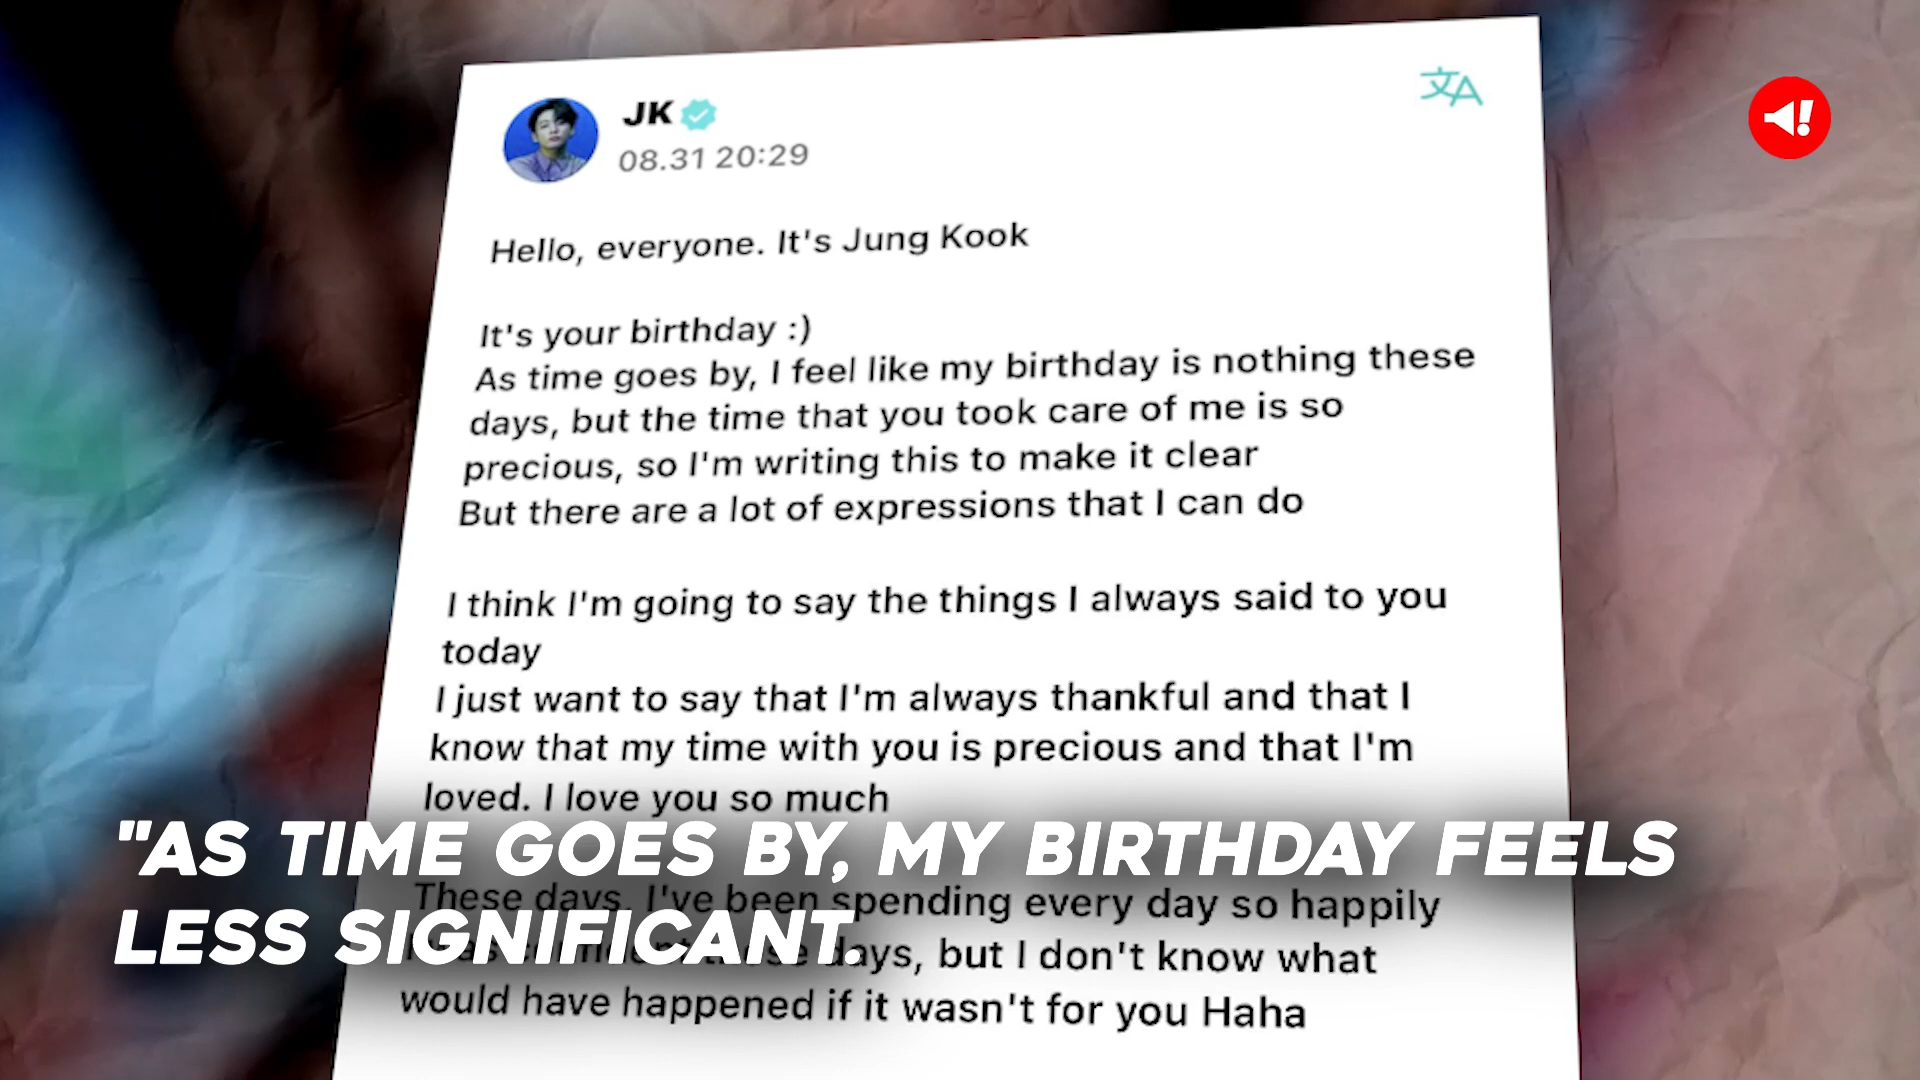 JK
08.31 20:29
文A
Hello, everyone. It's Jung Kook
It's your birthday :)
As time goes by, I feel like my birthday is nothing these
days, but the time that you took care of me is so
precious, so I'm writing this to make it clear
But there are a lot of expressions that I can do
I think I'm going to say the things I always said to you
today
I just want to say that I'm always thankful and that I
know that my time with you is precious and that I'm
loved. I love you so much
"AS TIME GOES BY, MY BIRTHDAY FEELS
These days, I've been spending every day so happily
LESS SIGNIFICANT.
days, but I don't know what
would have happened if it wasn't for you Haha